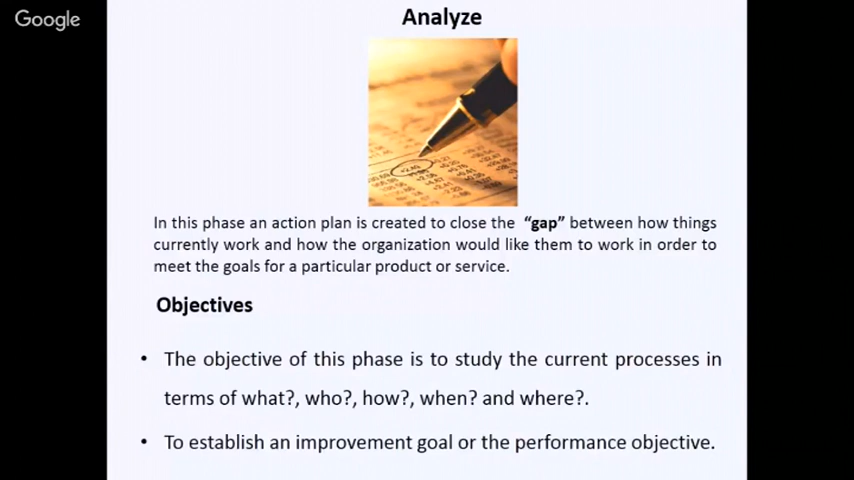 Google
Analyze
In this phase an action plan is created to close the “gap” between how things
currently work and how the organization would like them to work in order to
meet the goals for a particular product or service.
Objectives
• The objective of this phase is to study the current processes in
terms of what?, who?, how?, when? and where?.
• To establish an improvement goal or the performance objective.